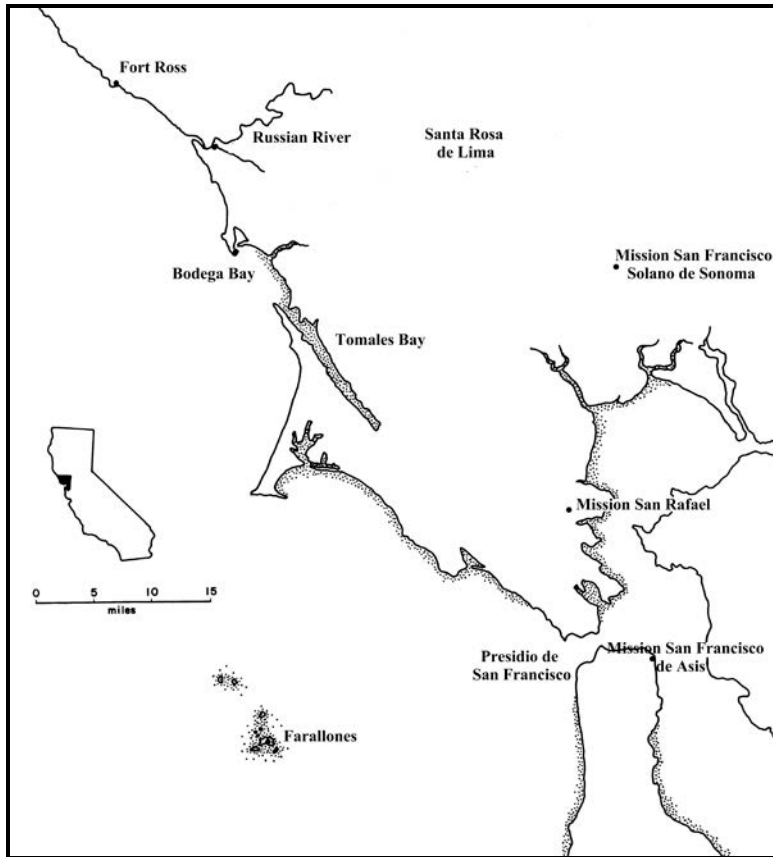 Fort Ross
Russian River
Santa Rosa
de Lima
Mission San Francisco
Solano de Sonoma
Bodega Bay
Tomales Bay
Mission San Rafael
0 5 10 15
miles
Presidio de
San Francisco
Mission San Francisco
de Asis
Farallones